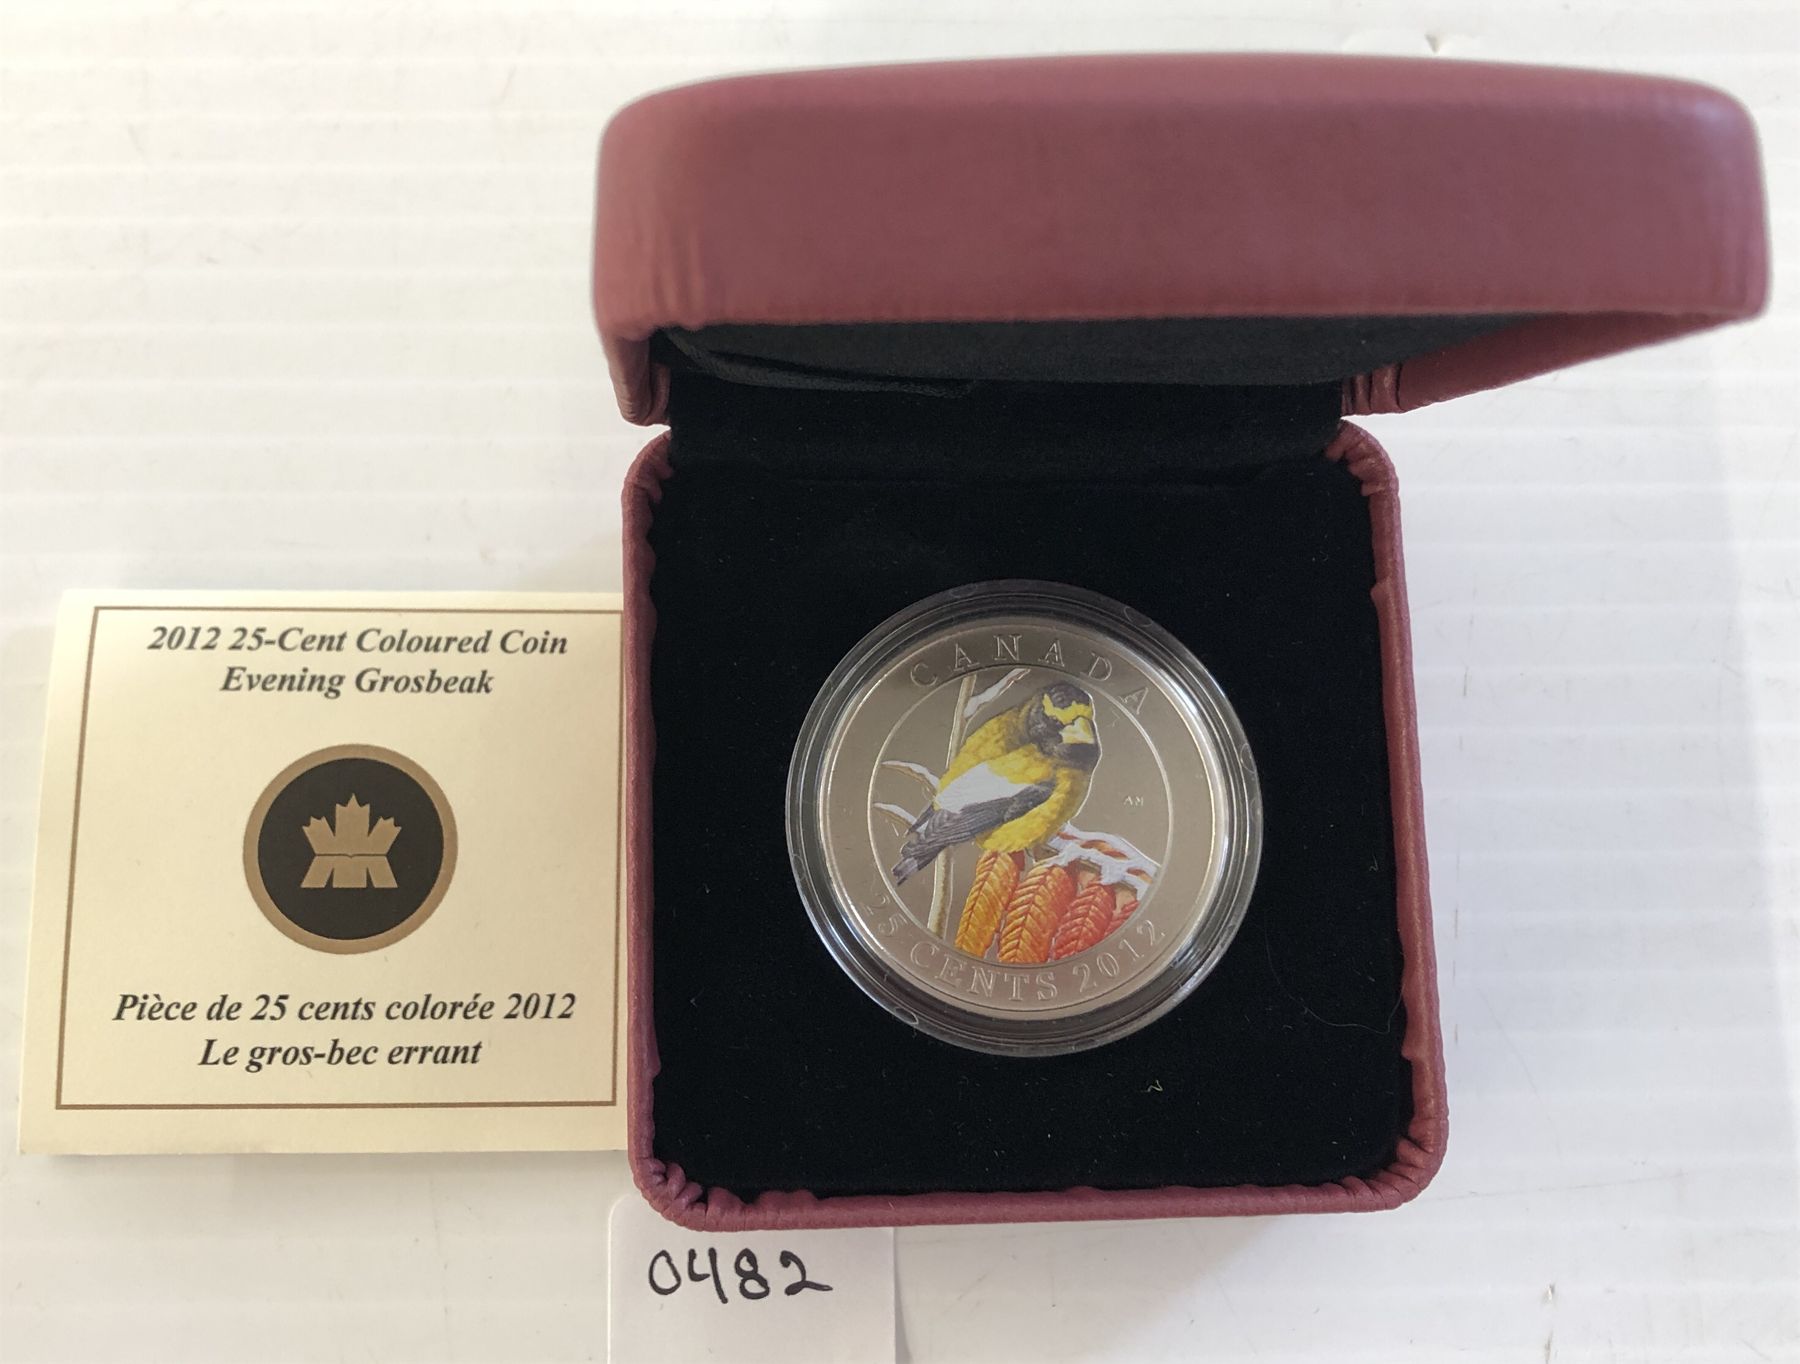 2012 25-Cent Coloured Coin
Evening Grosbeak
Pièce de 25 cents colorée 2012
Le gros-bec errant
CANADA
AM
25 CENTS 2012
0482